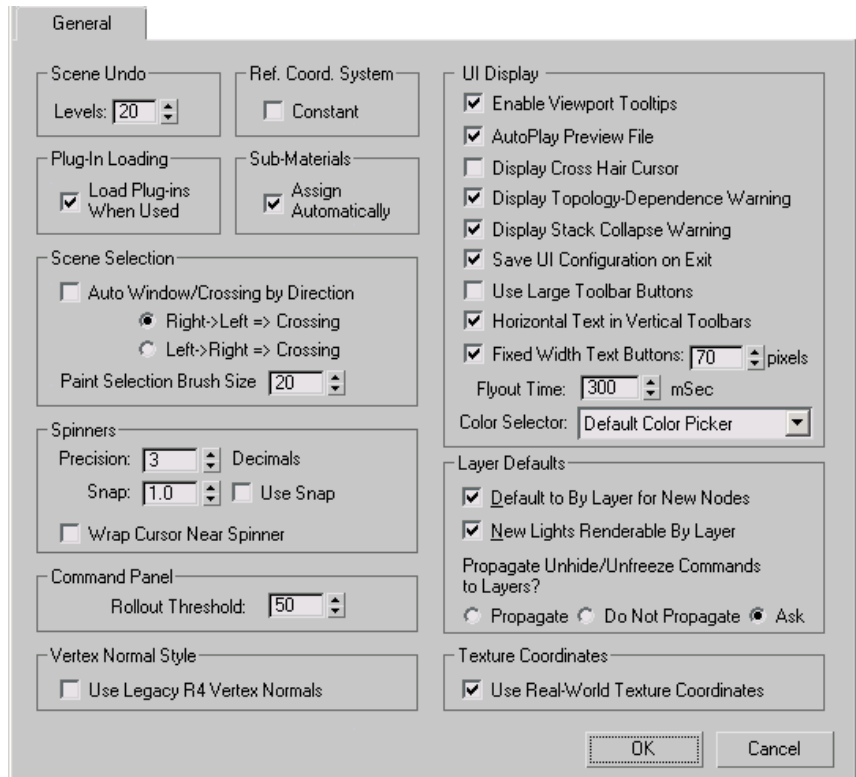 General
Scene Undo
Levels: 20
Ref. Coord. System
Constant
Plug-In Loading
Load Plug-ins
When Used
Sub-Materials
Assign
Automatically
Scene Selection
Auto Window/Crossing by Direction
Right->Left => Crossing
Left->Right => Crossing
Paint Selection Brush Size 20
Spinners
Precision: 3 Decimals
Snap: 1.0 Use Snap
Wrap Cursor Near Spinner
Command Panel
Rollout Threshold: 50
Vertex Normal Style
Use Legacy R4 Vertex Normals
UI Display
Enable Viewport Tooltips
AutoPlay Preview File
Display Cross Hair Cursor
Display Topology-Dependence Warning
Display Stack Collapse Warning
Save UI Configuration on Exit
Use Large Toolbar Buttons
Horizontal Text in Vertical Toolbars
Fixed Width Text Buttons: 70 pixels
Flyout Time: 300 mSec
Color Selector: Default Color Picker
Layer Defaults
Default to By Layer for New Nodes
New Lights Renderable By Layer
Propagate Unhide/Unfreeze Commands
to Layers?
Propagate Do Not Propagate Ask
Texture Coordinates
Use Real-World Texture Coordinates
OK Cancel